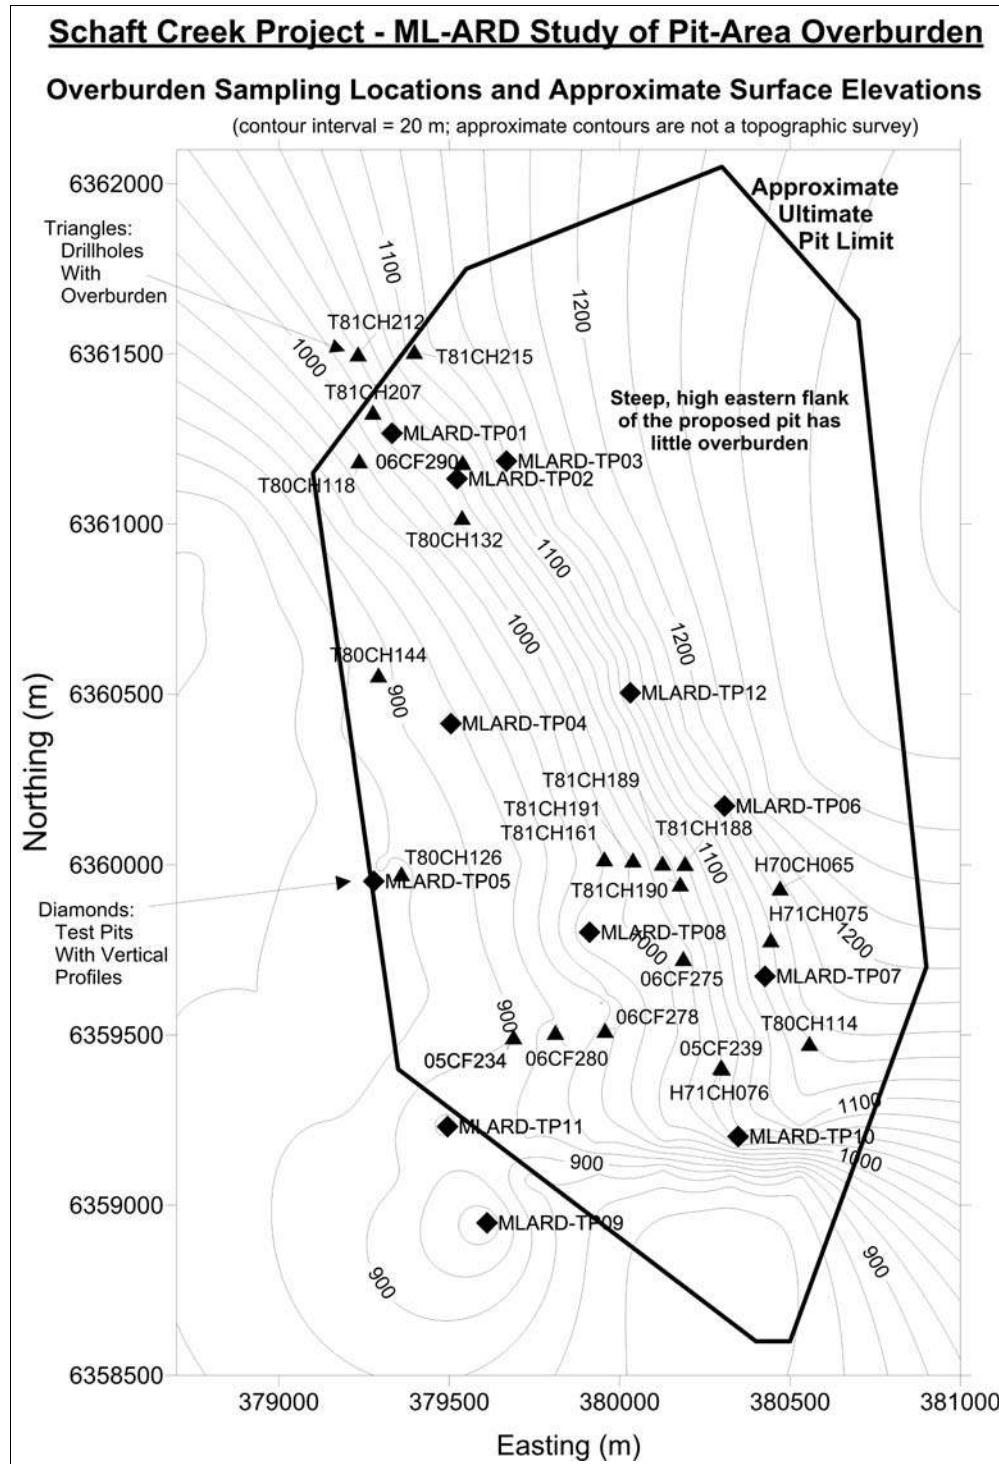 Schaft Creek Project - ML-ARD Study of Pit-Area Overburden
Overburden Sampling Locations and Approximate Surface Elevations
(contour interval = 20 m; approximate contours are not a topographic survey)
6362000
6361500
6361000
6360500
6360000
6359500
6359000
6358500
Northing (m)
379000
379500
380000
380500
381000
Easting (m)
Approximate
Ultimate
Pit Limit
Triangles:
Drillholes
With
Overburden
1100
1200
T81CH212
1000
T81CH215
T81CH207
Steep, high eastern flank
of the proposed pit has
little overburden
MLARD-TP01
06CF290
MLARD-TP03
T80CH118
MLARD-TP02
T80CH132
1100
1000
1200
T80CH144
900
MLARD-TP12
MLARD-TP04
T81CH189
T81CH191
MLARD-TP06
T81CH161
T81CH188
1100
T80CH126
H70CH065
MLARD-TP05
T81CH190
Diamonds:
Test Pits
With Vertical
Profiles
H71CH075
MLARD-TP08
1000
1200
06CF275
MLARD-TP07
900
06CF278
T80CH114
05CF234
06CF280
05CF239
H71CH076
1100
MLARD-TP11
MLARD-TP10
900
1000
MLARD-TP09
900
900